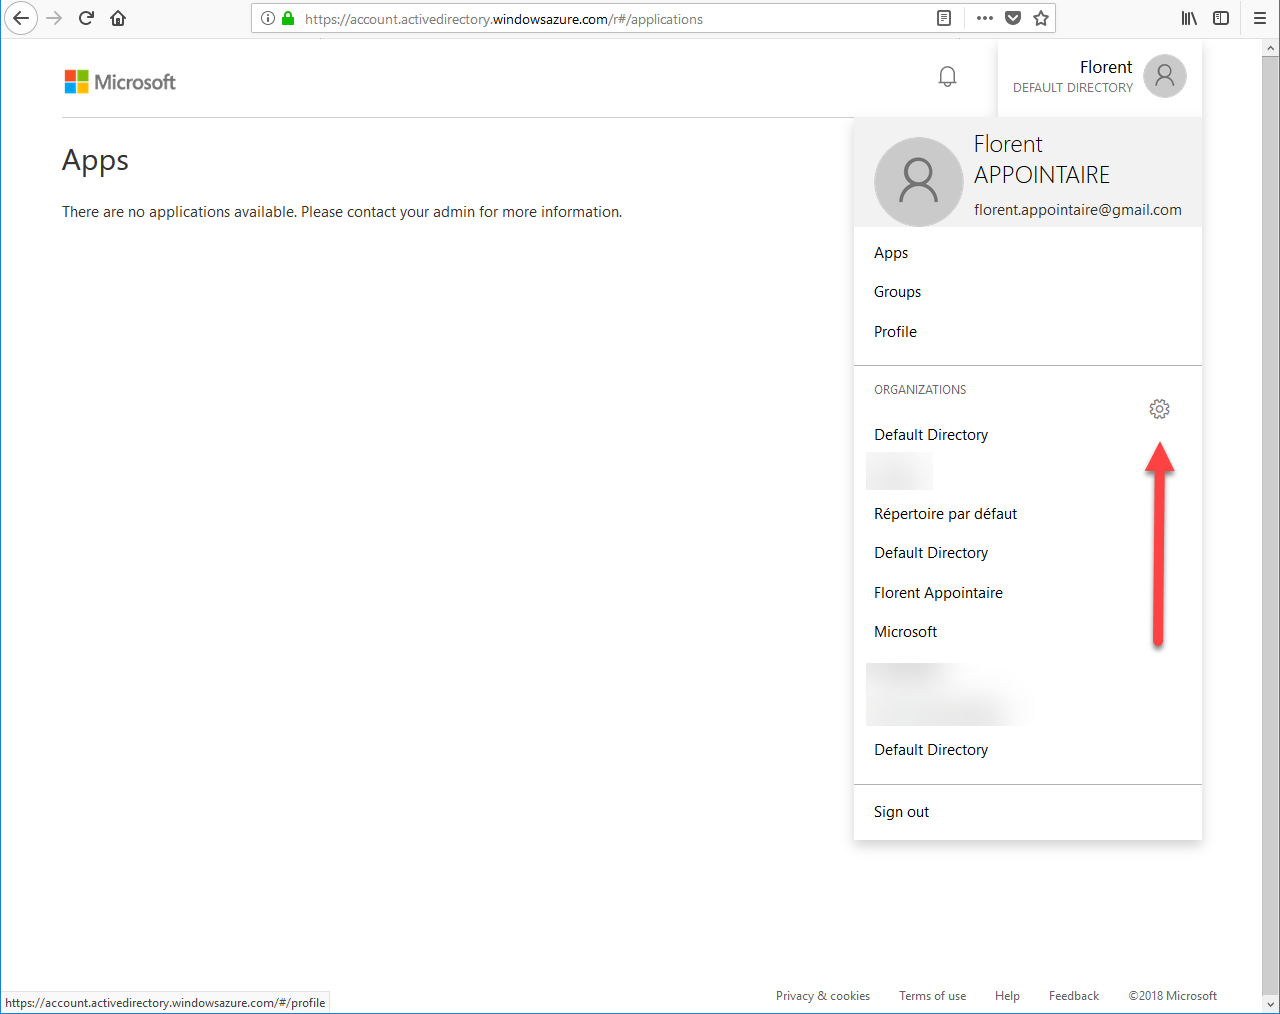 https://account.activedirectory.windowsazure.com/r#/applications
Microsoft
Florent
DEFAULT DIRECTORY
Apps
There are no applications available. Please contact your admin for more information.
Florent
APPOINTAIRE
florent.appointaire@gmail.com
Apps
Groups
Profile
ORGANIZATIONS
Default Directory
Répertoire par défaut
Default Directory
Florent Appointaire
Microsoft
Default Directory
Sign out
Privacy & cookies Terms of use Help Feedback ©2018 Microsoft
https://account.activedirectory.windowsazure.com/#/profile